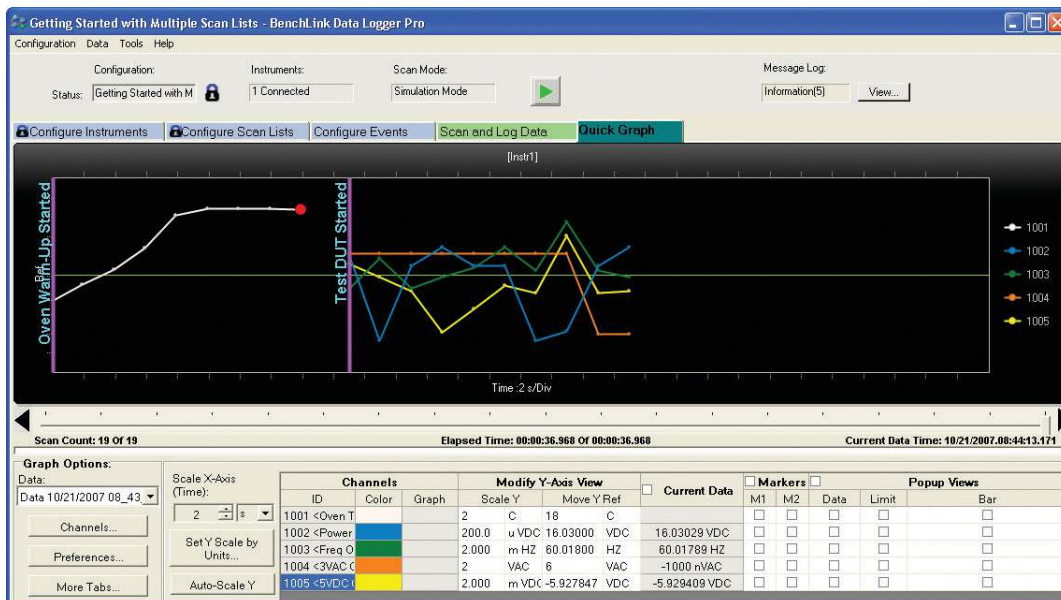 Getting Started with Multiple Scan Lists - BenchLink Data Logger Pro
Configuration Data Tools Help
Configuration: Instruments: Scan Mode: Message Log:
Status: Getting Started with M 1 Connected Simulation Mode Information(5) View...
Configure Instruments Configure Scan Lists Configure Events Scan and Log Data Quick Graph
[Instr1]
Oven Warm-Up Started
Ref
Test DUT Started
1001
1002
1003
1004
1005
Time :2 s/Div
Scan Count: 19 Of 19 Elapsed Time: 00:00:36.968 Of 00:00:36.968 Current Data Time: 10/21/2007.08:44:13.171
Graph Options:
Data:
Data 10/21/2007 08_43_
Channels...
Preferences...
More Tabs...
Scale X-Axis
(Time):
2 s
Set Y Scale by
Units...
Auto-Scale Y
Channels Modify Y-Axis View Current Data Markers Popup Views
ID Color Graph Scale Y Move Y Ref M1 M2 Data Limit Bar
1001 <Oven T 2 C 18 C
1002 <Power 200.0 u VDC 16.03000 VDC 16.03029 VDC
1003 <Freq O 2.000 m HZ 60.01800 HZ 60.01789 HZ
1004 <3VAC 2 VAC 6 VAC -1000 nVAC
1005 <5VDC 2.000 m VDC -5.927847 VDC -5.929409 VDC